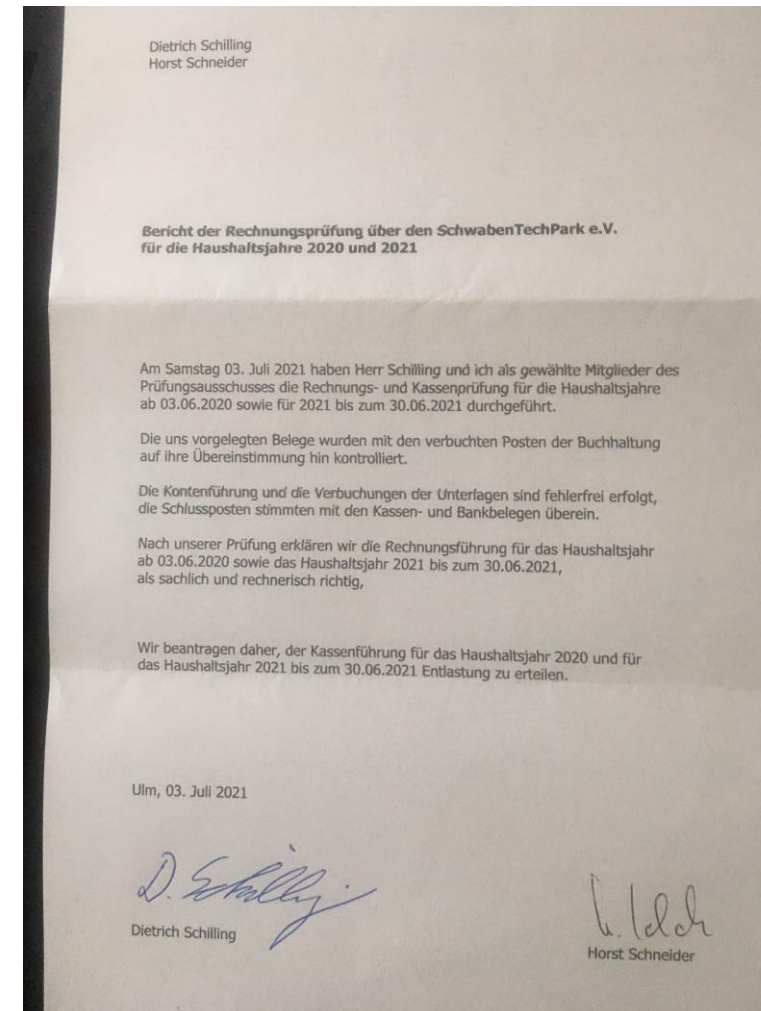 Dietrich Schilling
Horst Schneider
Bericht der Rechnungsprüfung über den SchwabenTechPark e.V.
für die Haushaltsjahre 2020 und 2021
Am Samstag 03. Juli 2021 haben Herr Schilling und ich als gewählte Mitglieder des
Prüfungsausschusses die Rechnungs- und Kassenprüfung für die Haushaltsjahre
ab 03.06.2020 sowie für 2021 bis zum 30.06.2021 durchgeführt.
Die uns vorgelegten Belege wurden mit den verbuchten Posten der Buchhaltung
auf ihre Übereinstimmung hin kontrolliert.
Die Kontenführung und die Verbuchungen der Unterlagen sind fehlerfrei erfolgt,
die Schlussposten stimmten mit den Kassen- und Bankbelegen überein.
Nach unserer Prüfung erklären wir die Rechnungsführung für das Haushaltsjahr
ab 03.06.2020 sowie das Haushaltsjahr 2021 bis zum 30.06.2021,
als sachlich und rechnerisch richtig,
Wir beantragen daher, der Kassenführung für das Haushaltsjahr 2020 und für
das Haushaltsjahr 2021 bis zum 30.06.2021 Entlastung zu erteilen.
Ulm, 03. Juli 2021
D. Schilling
Dietrich Schilling
Horst Schneider